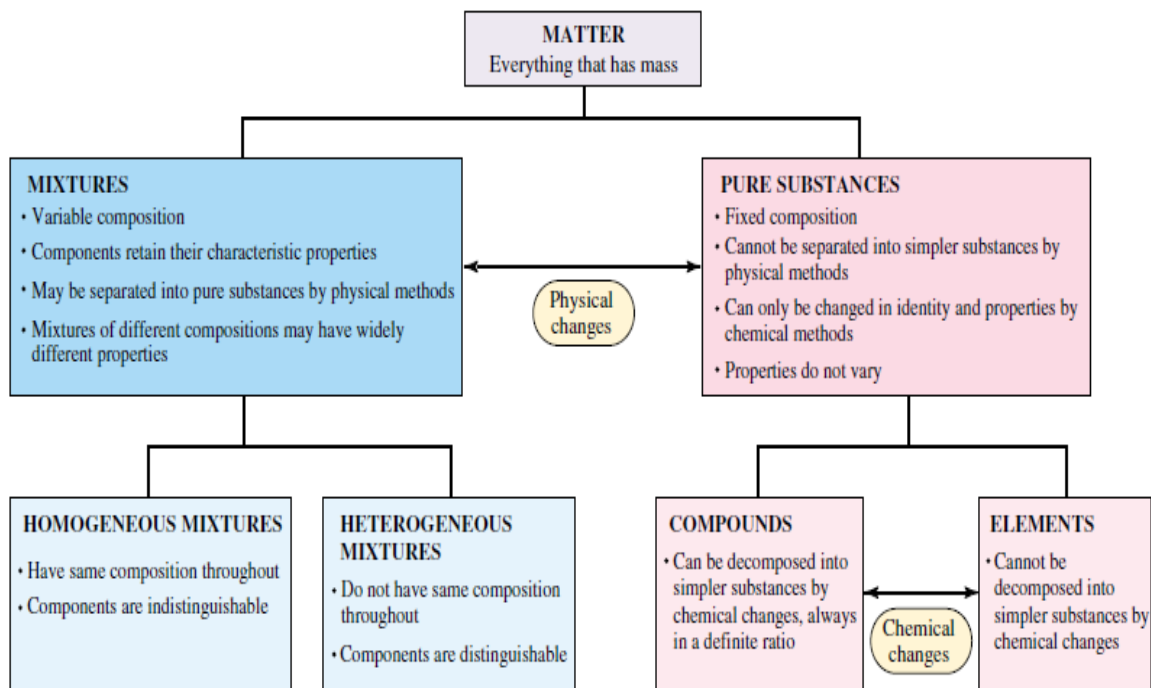 MATTER
Everything that has mass
MIXTURES
• Variable composition
• Components retain their characteristic properties
• May be separated into pure substances by physical methods
• Mixtures of different compositions may have widely
different properties
Physical
changes
PURE SUBSTANCES
• Fixed composition
• Cannot be separated into simpler substances by
physical methods
• Can only be changed in identity and properties by
chemical methods
• Properties do not vary
HOMOGENEOUS MIXTURES
• Have same composition throughout
• Components are indistinguishable
HETEROGENEOUS
MIXTURES
• Do not have same composition
throughout
• Components are distinguishable
COMPOUNDS
• Can be decomposed into
simpler substances by
chemical changes, always
in a definite ratio
Chemical
changes
ELEMENTS
• Cannot be
decomposed into
simpler substances by
chemical changes